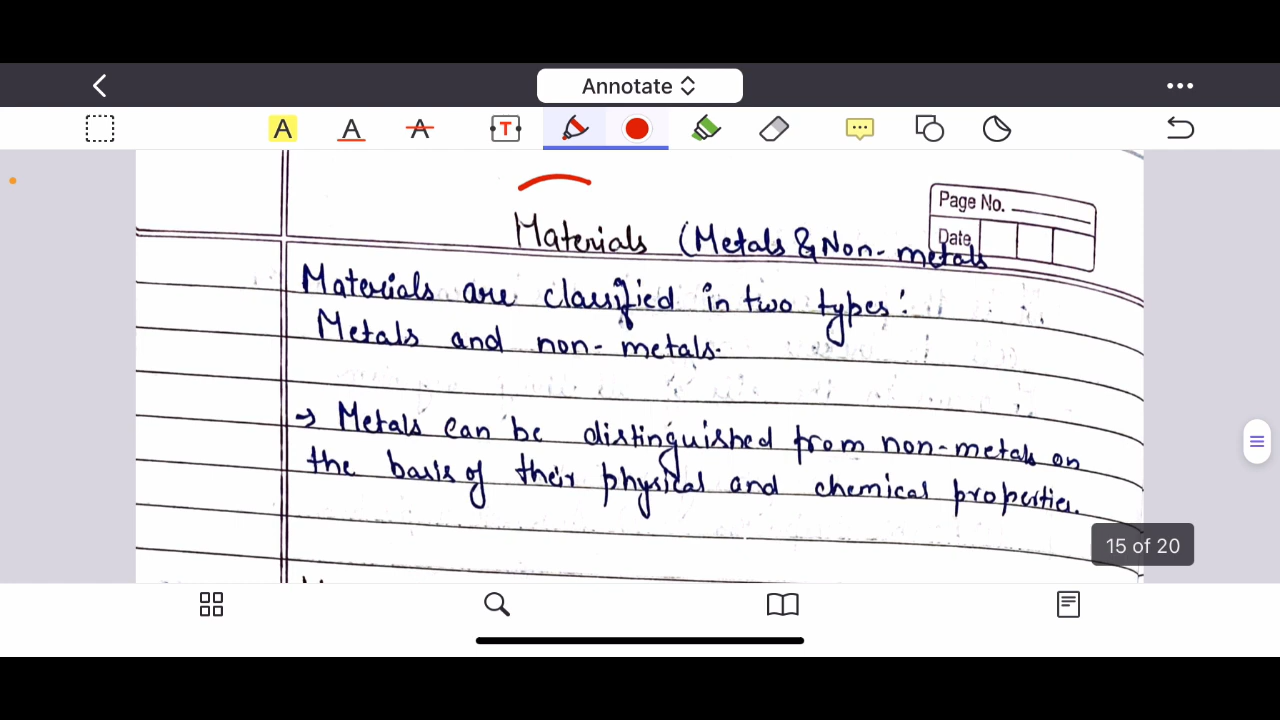 Annotate
A A A T
Page No.
Date
Materials (Metals & Non-metals
Materials are classified in two types:
Metals and non-metals.
→ Metals can be distinguished from non-metals on
the basis of their physical and chemical properties.
15 of 20